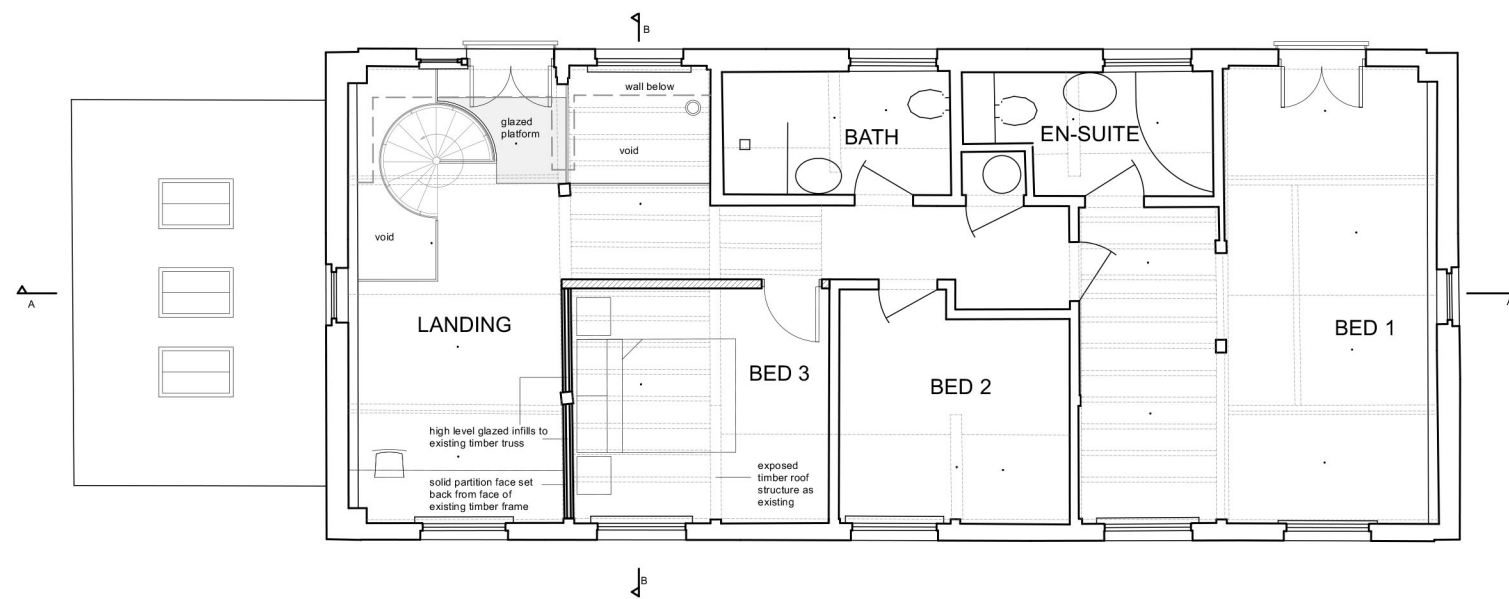 B
wall below
glazed
platform
void
BATH
EN-SUITE
void
A
LANDING
BED 3
BED 2
BED 1
high level glazed infills to
existing timber truss
solid partition face set
back from face of
existing timber frame
exposed
timber roof
structure as
existing
B